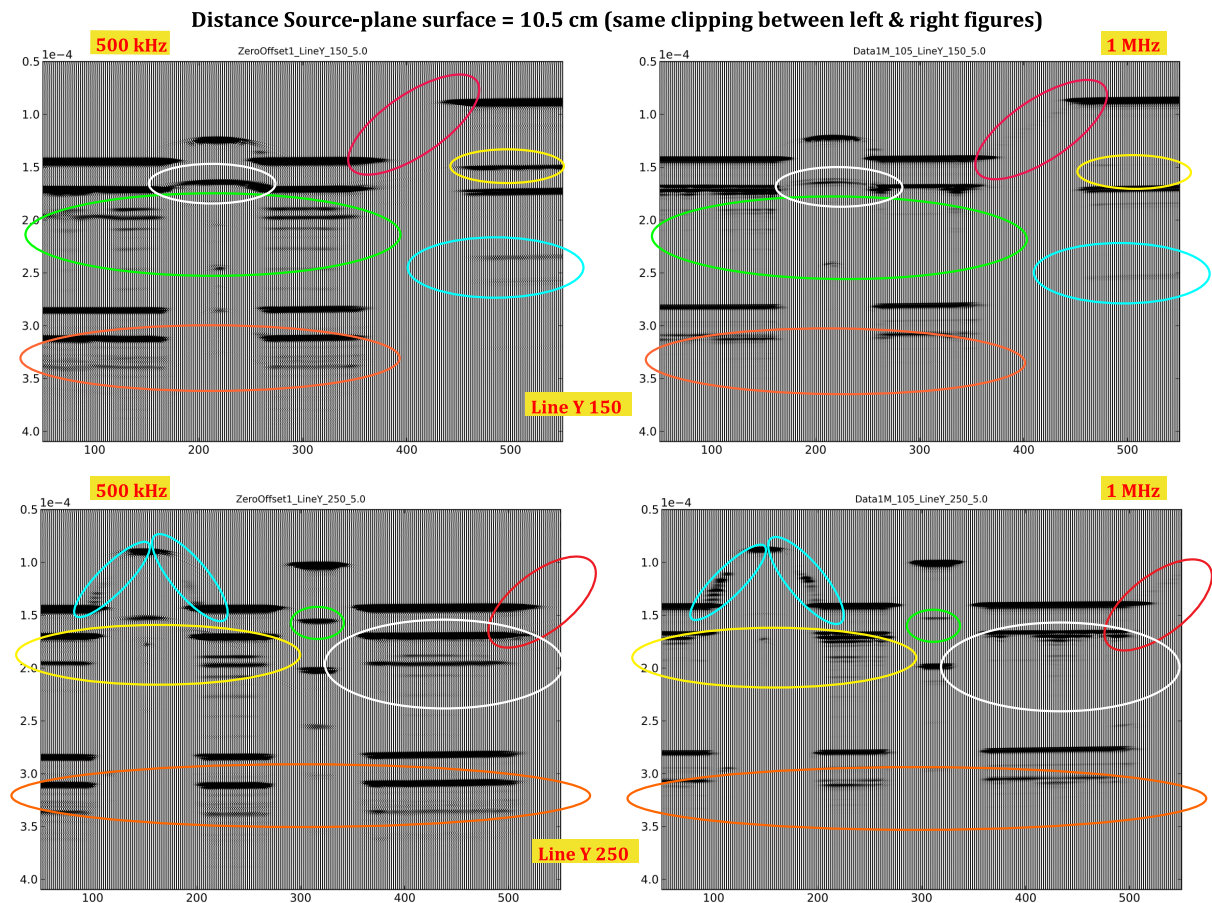 Distance Source-plane surface = 10.5 cm (same clipping between left & right figures)
500 kHz
1 MHz
1e−4
ZeroOffset1_LineY_150_5.0
Data1M_105_LineY_150_5.0
0.5
1.0
1.5
2.0
2.5
3.0
3.5
4.0
100 200 300 400 500
0.5
1.0
1.5
2.0
2.5
3.0
3.5
4.0
100 200 300 400 500
1e−4
Line Y 150
500 kHz
1 MHz
1e−4
ZeroOffset1_LineY_250_5.0
Data1M_105_LineY_250_5.0
0.5
1.0
1.5
2.0
2.5
3.0
3.5
4.0
100 200 300 400 500
0.5
1.0
1.5
2.0
2.5
3.0
3.5
4.0
100 200 300 400 500
1e−4
Line Y 250